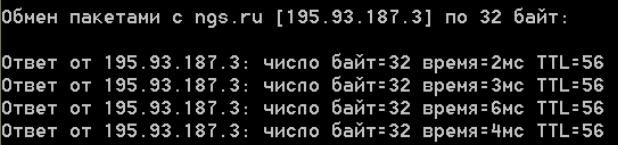 Обмен пакетами с ngs.ru [195.93.187.3] по 32 байт:
Ответ от 195.93.187.3: число байт=32 время=2мс TTL=56
Ответ от 195.93.187.3: число байт=32 время=3мс TTL=56
Ответ от 195.93.187.3: число байт=32 время=6мс TTL=56
Ответ от 195.93.187.3: число байт=32 время=4мс TTL=56